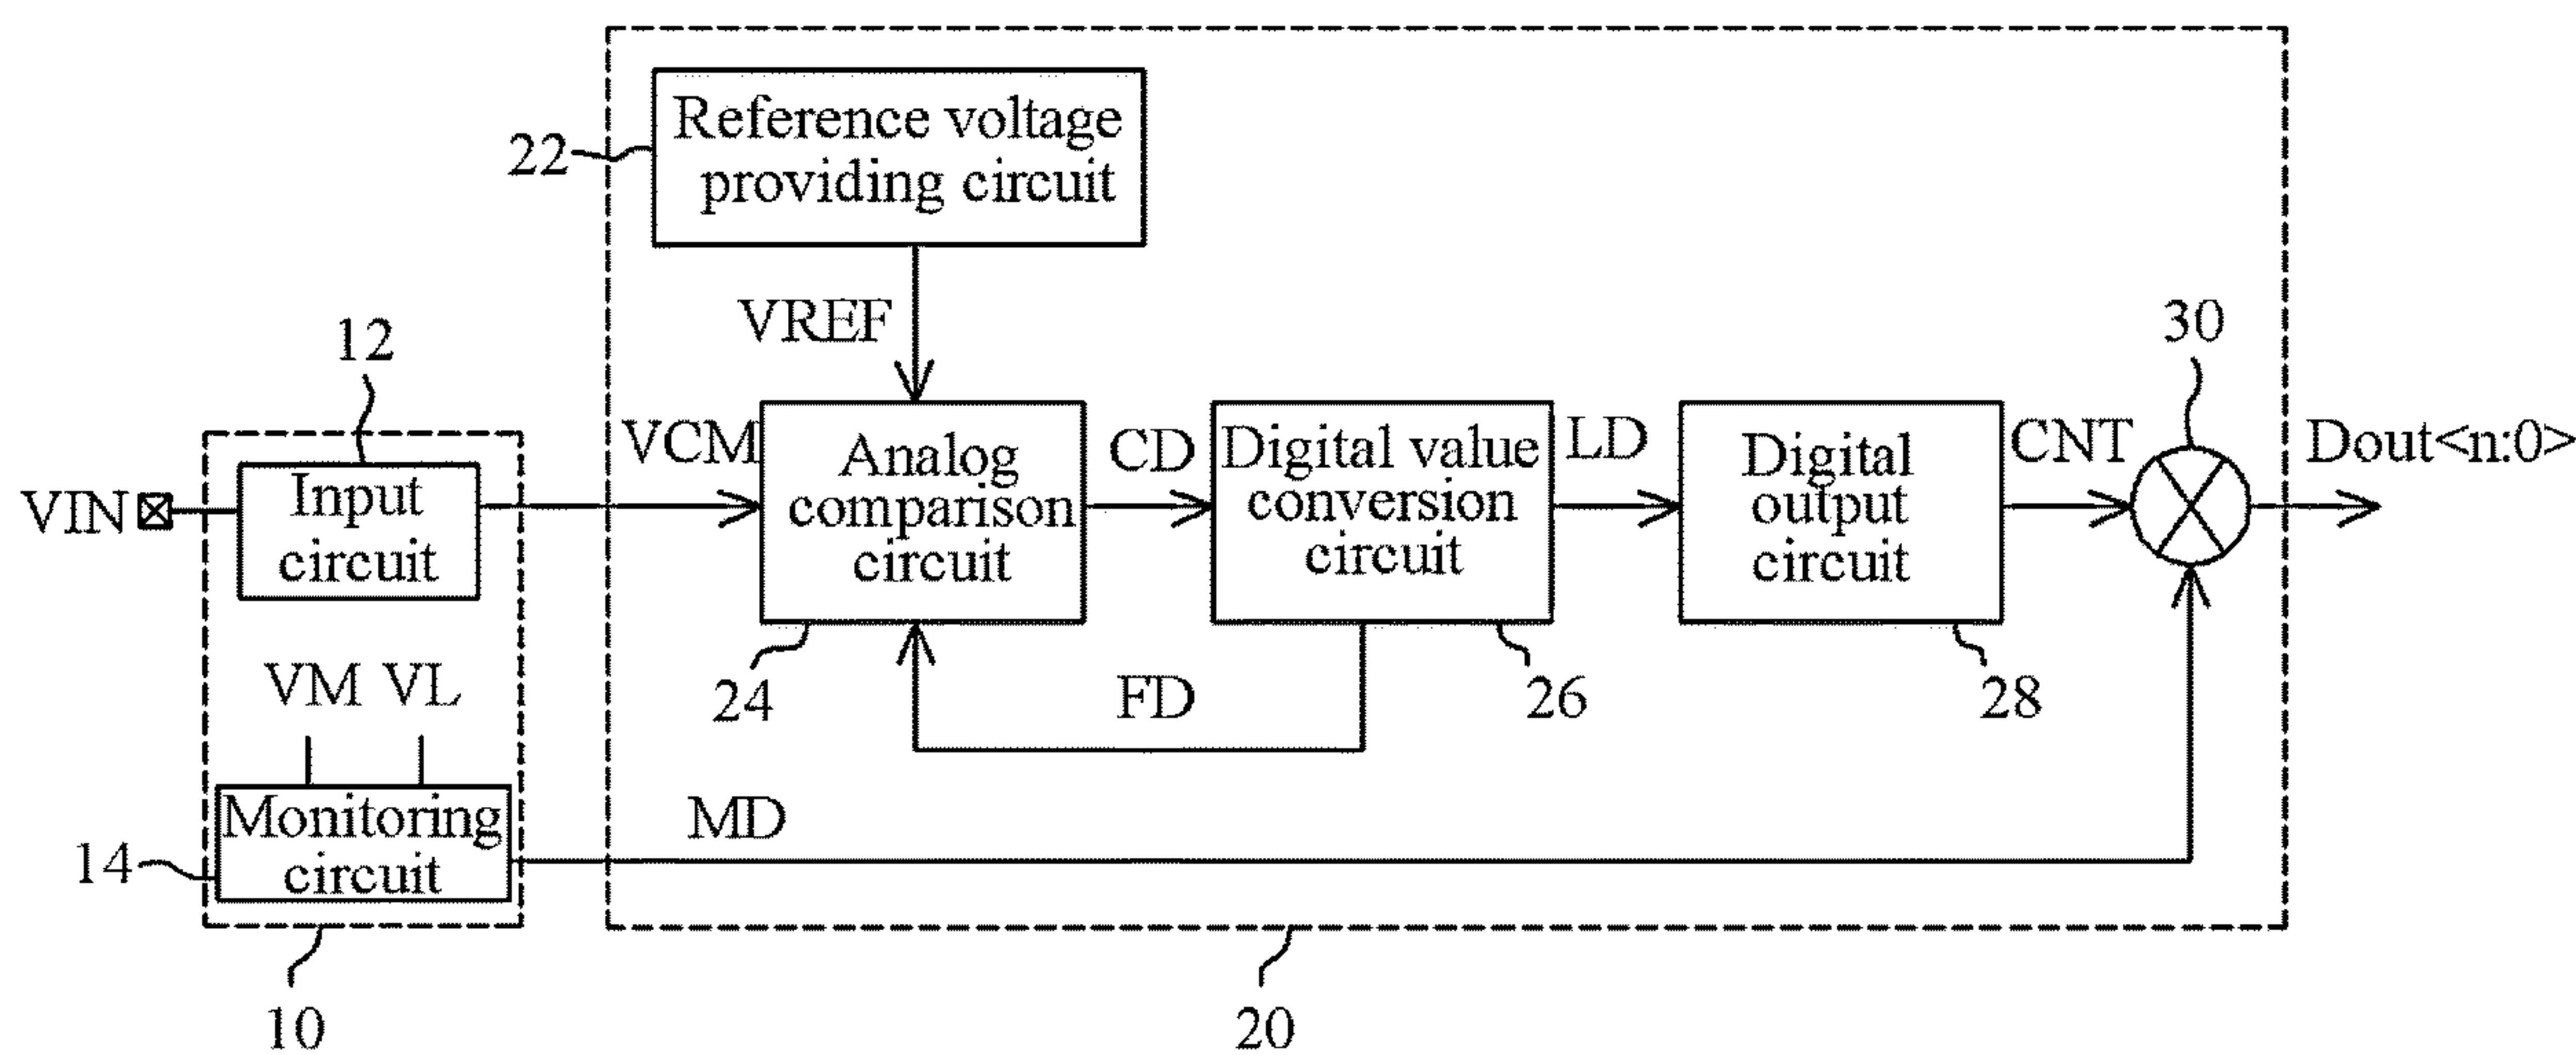 Reference voltage
providing circuit
22
VREF
12
30
VCM
CD
LD
CNT
Dout<n:0>
VIN
Input
circuit
Analog
comparison
circuit
Digital value
conversion
circuit
Digital
output
circuit
VM VL
24
FD
26
28
Monitoring
circuit
MD
14
10
20